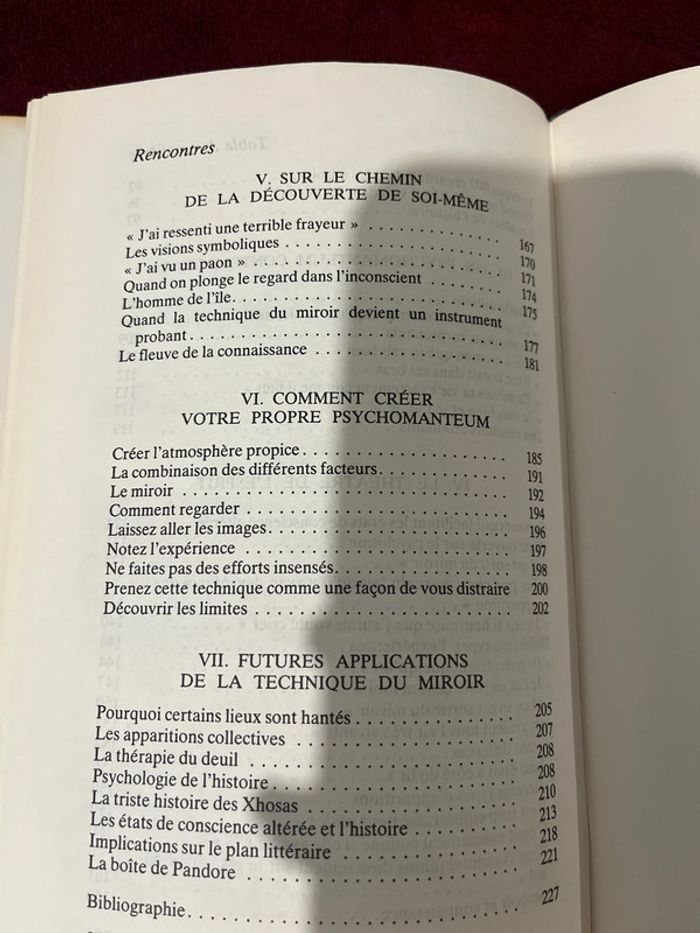 Rencontres
V. SUR LE CHEMIN
DE LA DÉCOUVERTE DE SOI-MÊME
« J'ai ressenti une terrible frayeur » . . . . . . . . . . . 167
Les visions symboliques . . . . . . . . . . . . . . . . . . 170
« J'ai vu un paon » . . . . . . . . . . . . . . . . . . . . 171
Quand on plonge le regard dans l'inconscient . . . . . . 174
L'homme de l'île. . . . . . . . . . . . . . . . . . . . . . 175
Quand la technique du miroir devient un instrument
probant. . . . . . . . . . . . . . . . . . . . . . . . . 177
Le fleuve de la connaissance . . . . . . . . . . . . . . . 181
VI. COMMENT CRÉER
VOTRE PROPRE PSYCHOMANTEUM
Créer l'atmosphère propice. . . . . . . . . . . . . . . . . 185
La combinaison des différents facteurs. . . . . . . . . . . 191
Le miroir . . . . . . . . . . . . . . . . . . . . . . . . . 192
Comment regarder . . . . . . . . . . . . . . . . . . . . . 194
Laissez aller les images. . . . . . . . . . . . . . . . . . 196
Notez l'expérience . . . . . . . . . . . . . . . . . . . . 197
Ne faites pas des efforts insensés. . . . . . . . . . . . . 198
Prenez cette technique comme une façon de vous distraire 200
Découvrir les limites . . . . . . . . . . . . . . . . . . . 202
VII. FUTURES APPLICATIONS
DE LA TECHNIQUE DU MIROIR
Pourquoi certains lieux sont hantés . . . . . . . . . . . . 205
Les apparitions collectives . . . . . . . . . . . . . . . . 207
La thérapie du deuil . . . . . . . . . . . . . . . . . . . 208
Psychologie de l'histoire. . . . . . . . . . . . . . . . . . 208
La triste histoire des Xhosas . . . . . . . . . . . . . . . 210
Les états de conscience altérée et l'histoire . . . . . . . 213
Implications sur le plan littéraire . . . . . . . . . . . . 218
La boîte de Pandore . . . . . . . . . . . . . . . . . . . . 221
Bibliographie. . . . . . . . . . . . . . . . . . . . . . . . 227